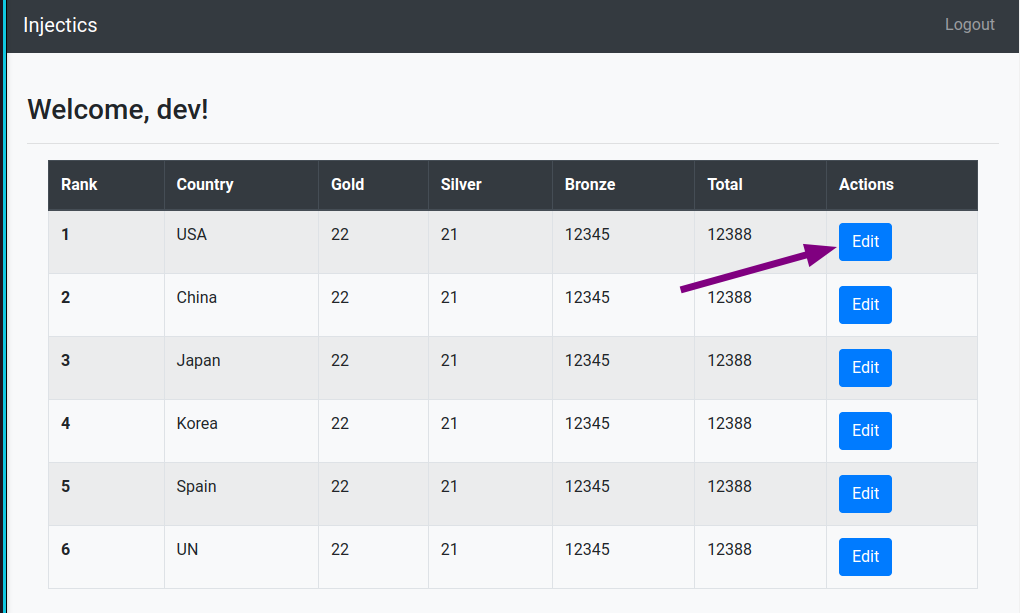 Injectics Logout
Welcome, dev!
Rank Country Gold Silver Bronze Total Actions
1 USA 22 21 12345 12388 Edit
2 China 22 21 12345 12388 Edit
3 Japan 22 21 12345 12388 Edit
4 Korea 22 21 12345 12388 Edit
5 Spain 22 21 12345 12388 Edit
6 UN 22 21 12345 12388 Edit